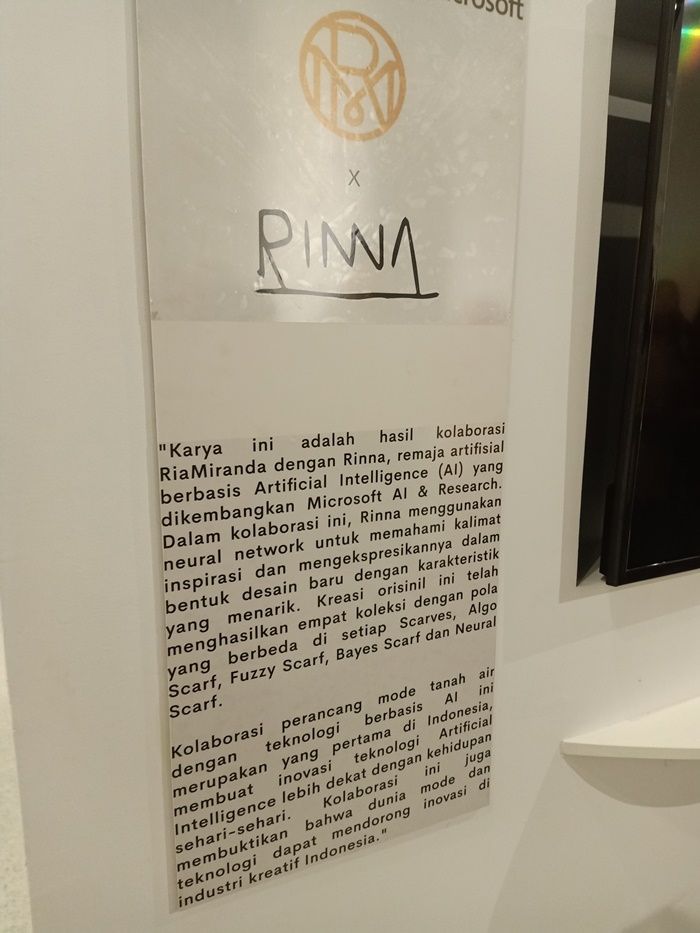 Microsoft
RM
X
RINNA
"Karya ini adalah hasil kolaborasi
RiaMiranda dengan Rinna, remaja artifisial
berbasis Artificial Intelligence (AI) yang
dikembangkan Microsoft AI & Research.
Dalam kolaborasi ini, Rinna menggunakan
neural network untuk memahami kalimat
inspirasi dan mengekspresikannya dalam
bentuk desain baru dengan karakteristik
yang menarik. Kreasi orisinil ini telah
menghasilkan empat koleksi dengan pola
yang berbeda di setiap Scarves, Algo
Scarf, Fuzzy Scarf, Bayes Scarf dan Neural
Scarf.
Kolaborasi perancang mode tanah air
dengan teknologi berbasis AI ini
merupakan yang pertama di Indonesia,
membuat inovasi teknologi Artificial
Intelligence lebih dekat dengan kehidupan
sehari-sehari. Kolaborasi ini juga
membuktikan bahwa dunia mode dan
teknologi dapat mendorong inovasi di
industri kreatif Indonesia."